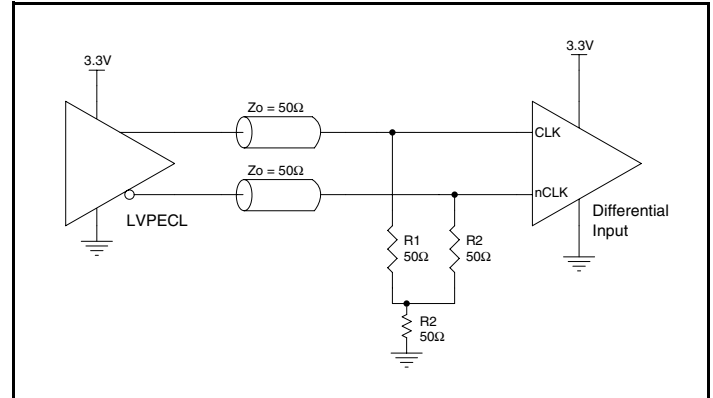 3.3V
3.3V
Zo = 50Ω
CLK
Zo = 50Ω
nCLK
LVPECL
Differential
Input
R1
50Ω
R2
50Ω
R2
50Ω